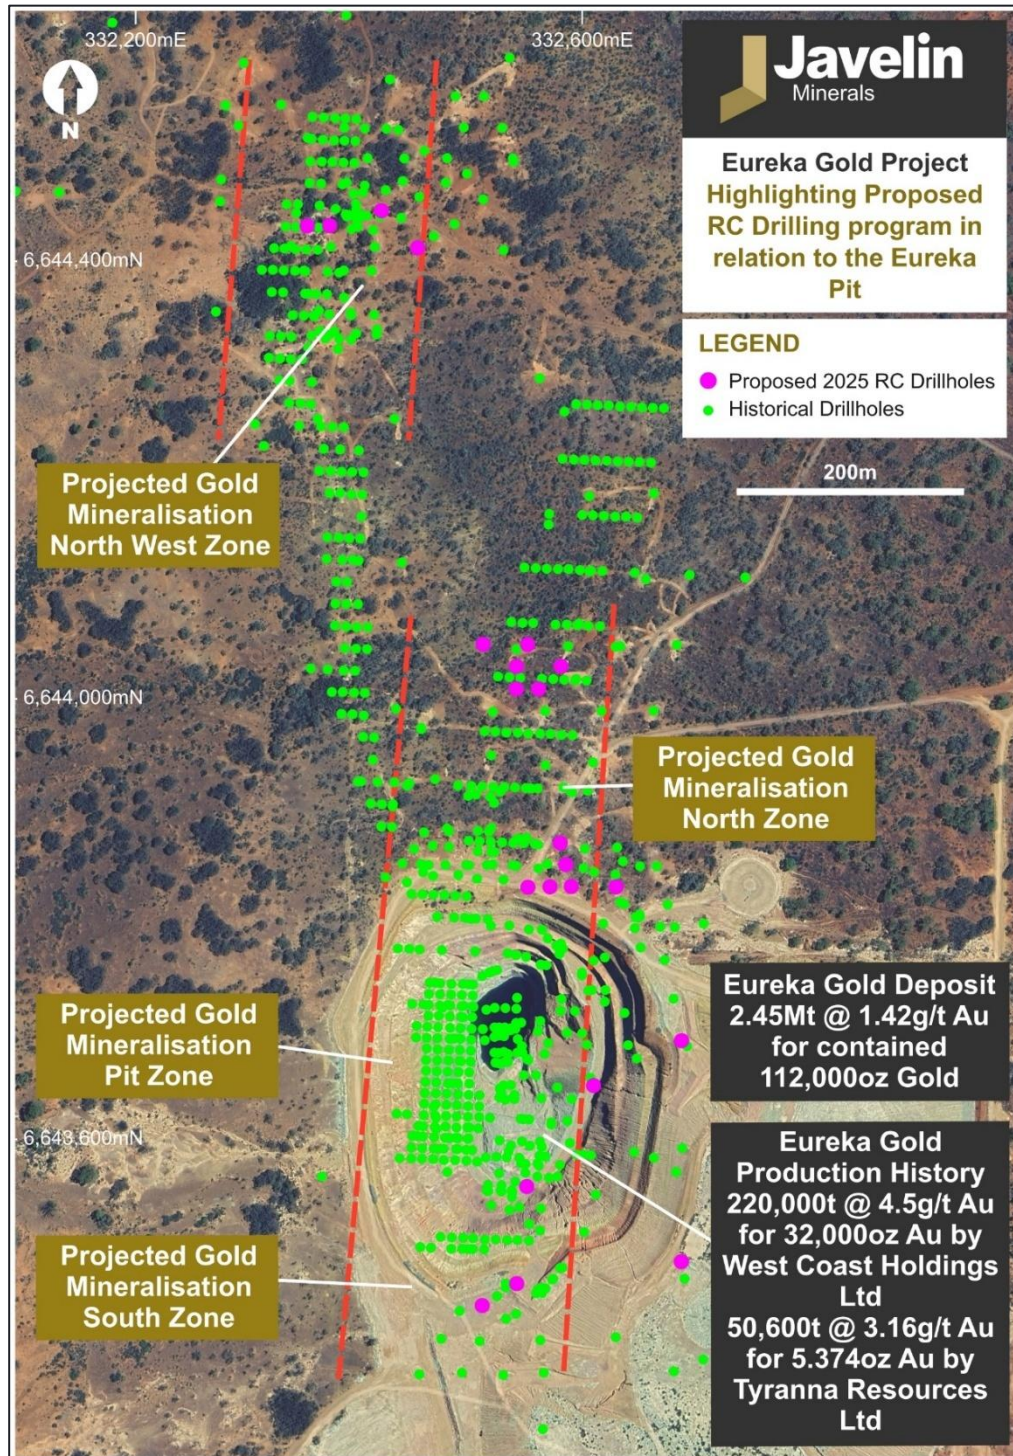 332,200mE
332,600mE
N
Javelin
Minerals
Eureka Gold Project
Highlighting Proposed
RC Drilling program in
relation to the Eureka
Pit
6,644,400mN
LEGEND
Proposed 2025 RC Drillholes
Historical Drillholes
200m
Projected Gold
Mineralisation
North West Zone
6,644,000mN
Projected Gold
Mineralisation
North Zone
Eureka Gold Deposit
2.45Mt @ 1.42g/t Au
for contained
112,000oz Gold
Projected Gold
Mineralisation
Pit Zone
6,643,600mN
Eureka Gold
Production History
220,000t @ 4.5g/t Au
for 32,000oz Au by
West Coast Holdings
Ltd
50,600t @ 3.16g/t Au
for 5.374oz Au by
Tyranna Resources
Ltd
Projected Gold
Mineralisation
South Zone